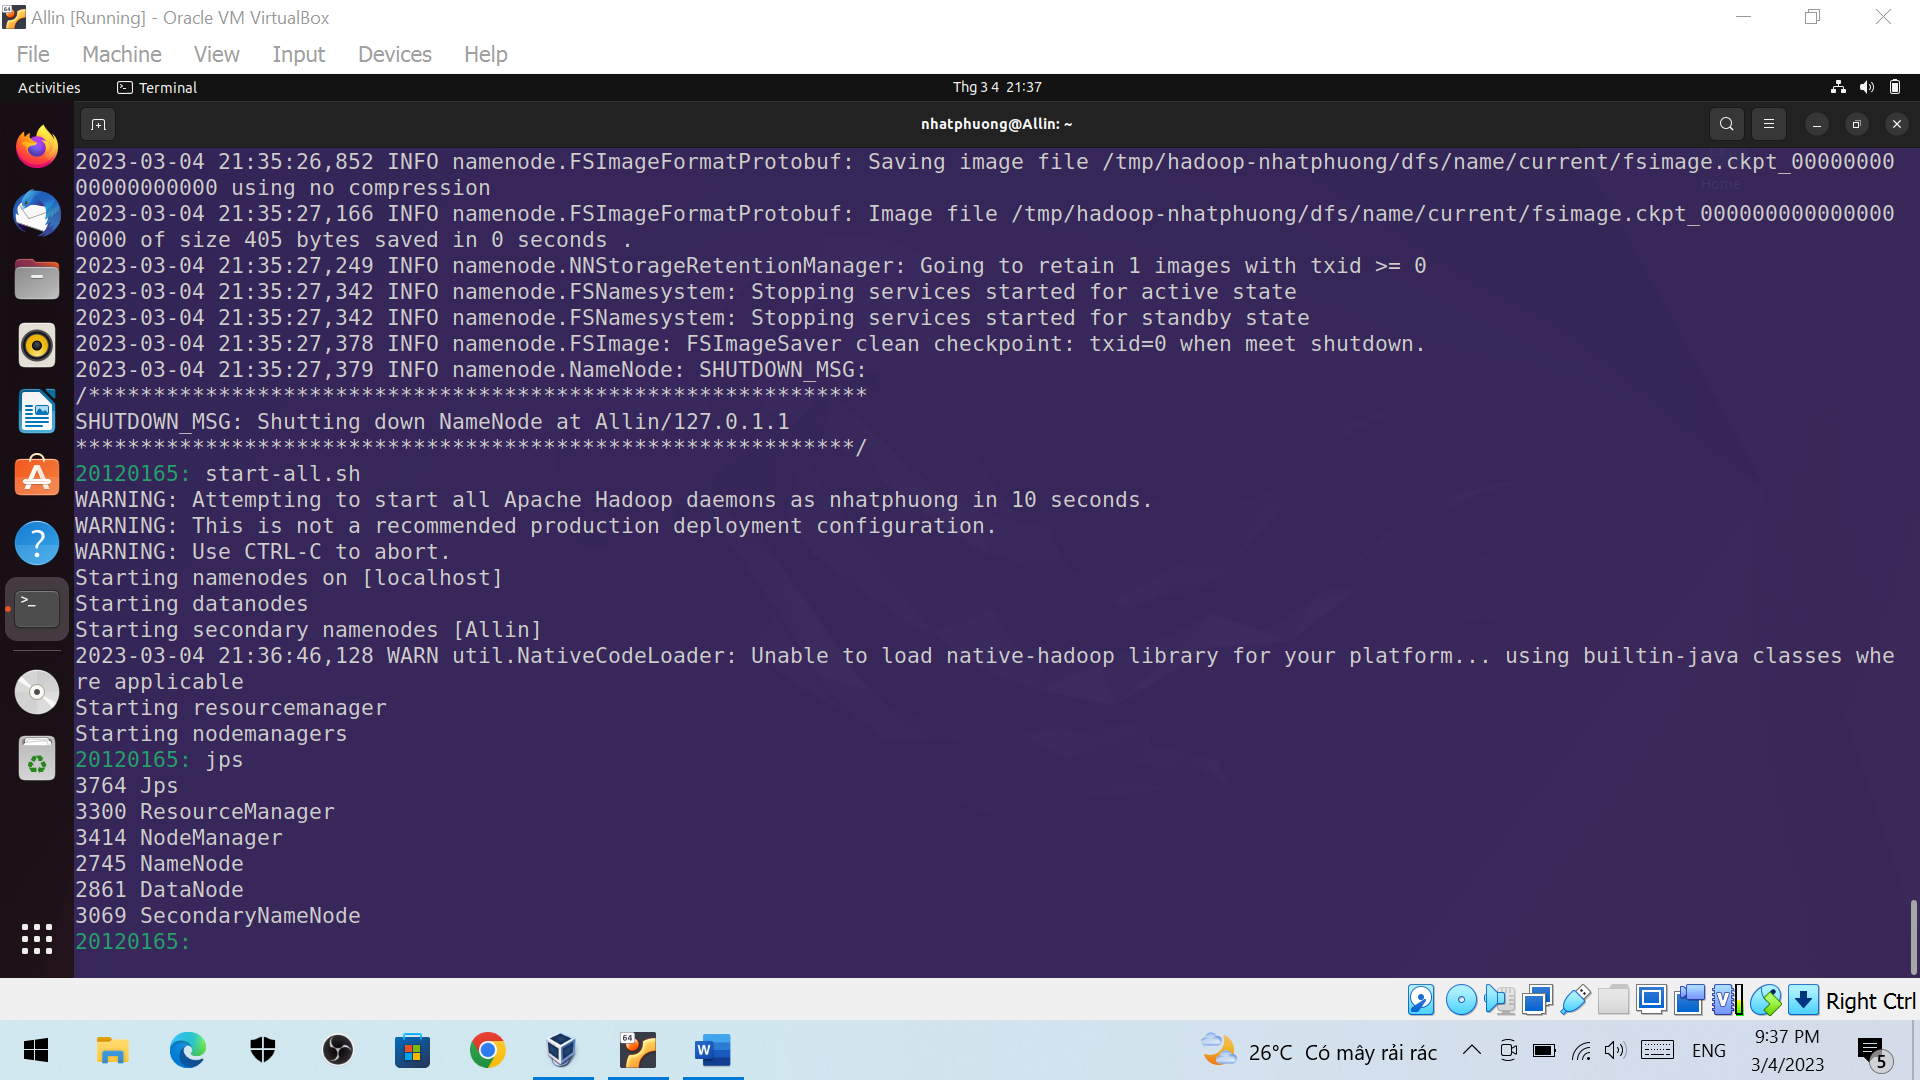 Allin [Running] - Oracle VM VirtualBox
File Machine View Input Devices Help
Activities Terminal Thg 3 4 21:37
nhatphuong@Allin: ~
2023-03-04 21:35:26,852 INFO namenode.FSImageFormatProtobuf: Saving image file /tmp/hadoop-nhatphuong/dfs/name/current/fsimage.ckpt_00000000
00000000000 using no compression
Home
2023-03-04 21:35:27,166 INFO namenode.FSImageFormatProtobuf: Image file /tmp/hadoop-nhatphuong/dfs/name/current/fsimage.ckpt_000000000000000
0000 of size 405 bytes saved in 0 seconds .
2023-03-04 21:35:27,249 INFO namenode.NNStorageRetentionManager: Going to retain 1 images with txid >= 0
2023-03-04 21:35:27,342 INFO namenode.FSNamesystem: Stopping services started for active state
2023-03-04 21:35:27,342 INFO namenode.FSNamesystem: Stopping services started for standby state
2023-03-04 21:35:27,378 INFO namenode.FSImage: FSImageSaver clean checkpoint: txid=0 when meet shutdown.
2023-03-04 21:35:27,379 INFO namenode.NameNode: SHUTDOWN_MSG:
/************************************************************
SHUTDOWN_MSG: Shutting down NameNode at Allin/127.0.1.1
************************************************************/
20120165: start-all.sh
WARNING: Attempting to start all Apache Hadoop daemons as nhatphuong in 10 seconds.
WARNING: This is not a recommended production deployment configuration.
WARNING: Use CTRL-C to abort.
Starting namenodes on [localhost]
Starting datanodes
Starting secondary namenodes [Allin]
2023-03-04 21:36:46,128 WARN util.NativeCodeLoader: Unable to load native-hadoop library for your platform... using builtin-java classes whe
re applicable
Starting resourcemanager
Starting nodemanagers
20120165: jps
3764 Jps
3300 ResourceManager
3414 NodeManager
2745 NameNode
2861 DataNode
3069 SecondaryNameNode
20120165:
Right Ctrl
26°C Có mây rải rác ENG
9:37 PM
3/4/2023
5